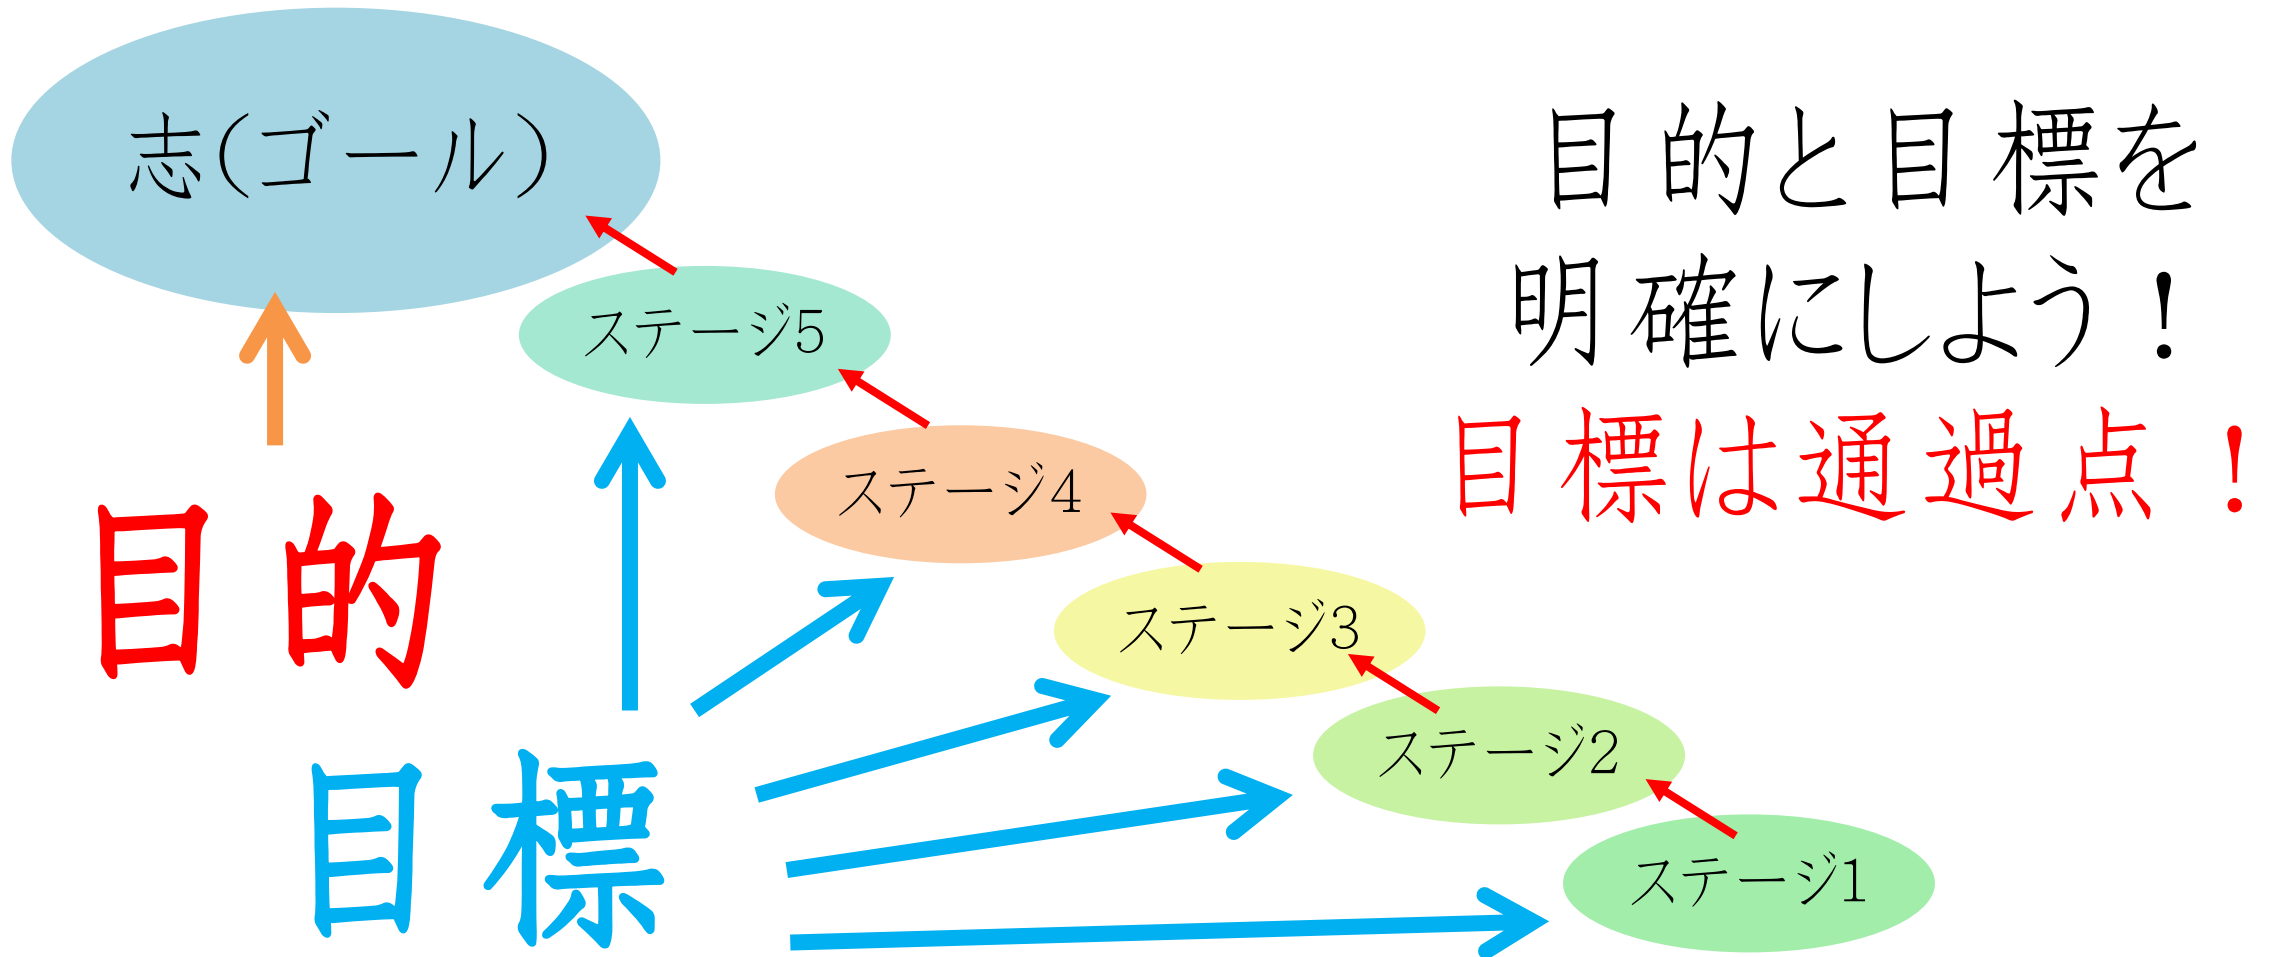 志(ゴール)
目的と目標を
明確にしよう！
目標は通過点！
ステージ5
ステージ4
目的
ステージ3
ステージ2
目標
ステージ1